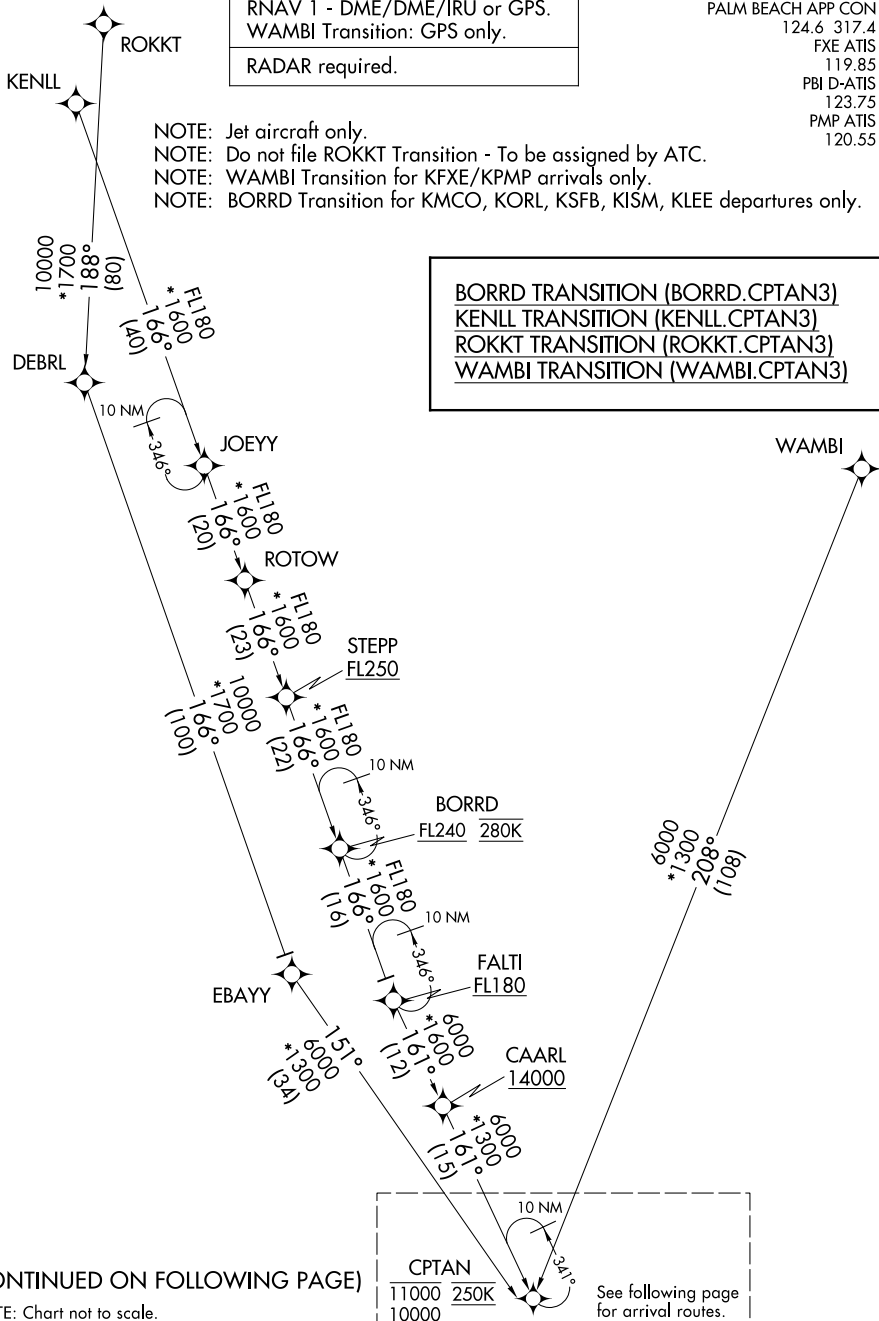 RNAV 1 - DME/DME/IRU or GPS.
WAMBI Transition: GPS only.
RADAR required.
PALM BEACH APP CON
124.6 317.4
FXE ATIS
119.85
PBI D-ATIS
123.75
PMP ATIS
120.55
ROKKT
KENLL
NOTE: Jet aircraft only.
NOTE: Do not file ROKKT Transition - To be assigned by ATC.
NOTE: WAMBI Transition for KFXE/KPMP arrivals only.
NOTE: BORRD Transition for KMCO, KORL, KSFB, KISM, KLEE departures only.
10000
*1700
188°
(80)
FL180
*1600
166°
(40)
BORRD TRANSITION (BORRD.CPTAN3)
KENLL TRANSITION (KENLL.CPTAN3)
ROKKT TRANSITION (ROKKT.CPTAN3)
WAMBI TRANSITION (WAMBI.CPTAN3)
DEBRL
10 NM
346°
JOEYY
WAMBI
FL180
*1600
166°
(20)
ROTOW
FL180
*1600
166°
(23)
STEPP
FL250
10000
*1700
166°
(100)
FL180
*1600
166°
(22)
10 NM
346°
BORRD
FL240 280K
6000
*1300
208°
(108)
FL180
*1600
166°
(16)
10 NM
346°
FALTI
FL180
EBAYY
6000
*1600
161°
(12)
151°
6000
*1300
(34)
CAARL
14000
6000
*1300
161°
(15)
10 NM
341°
CPTAN
11000 250K
10000
See following page
for arrival routes.
ONTINUED ON FOLLOWING PAGE)
TE: Chart not to scale.